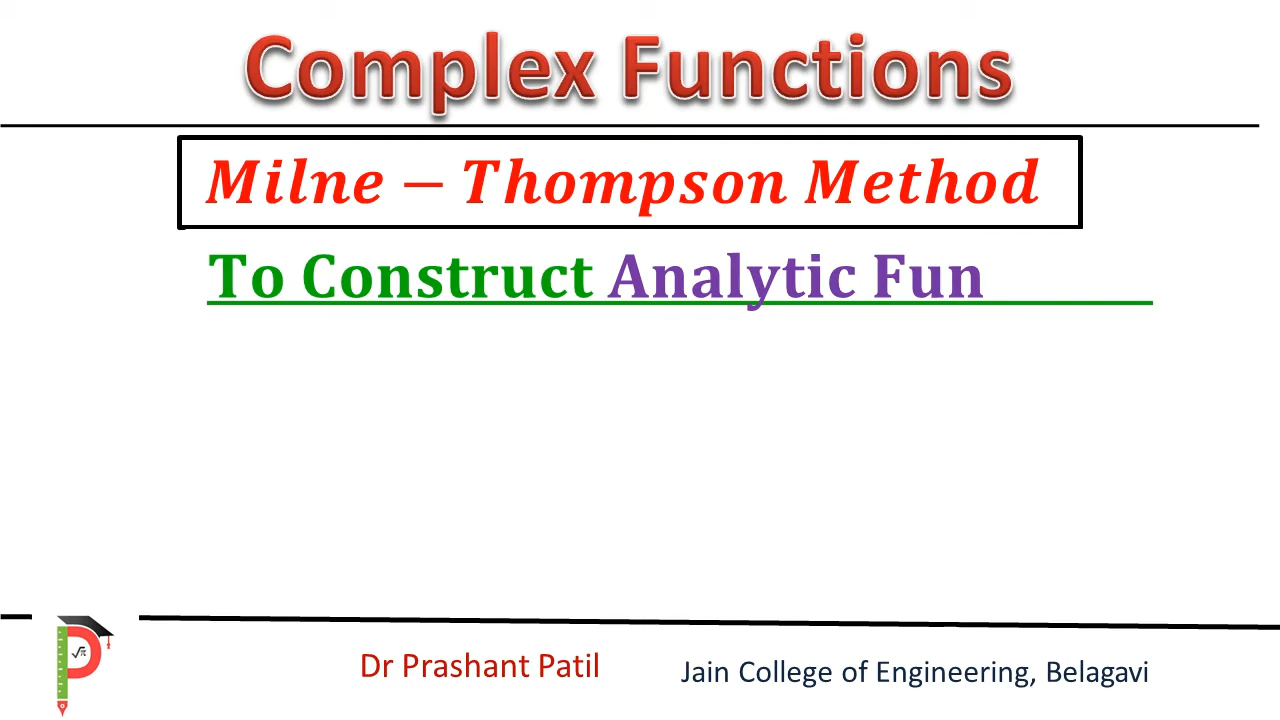 Complex Functions
Milne − Thompson Method
To Construct Analytic Fun
√π
Dr Prashant Patil
Jain College of Engineering, Belagavi